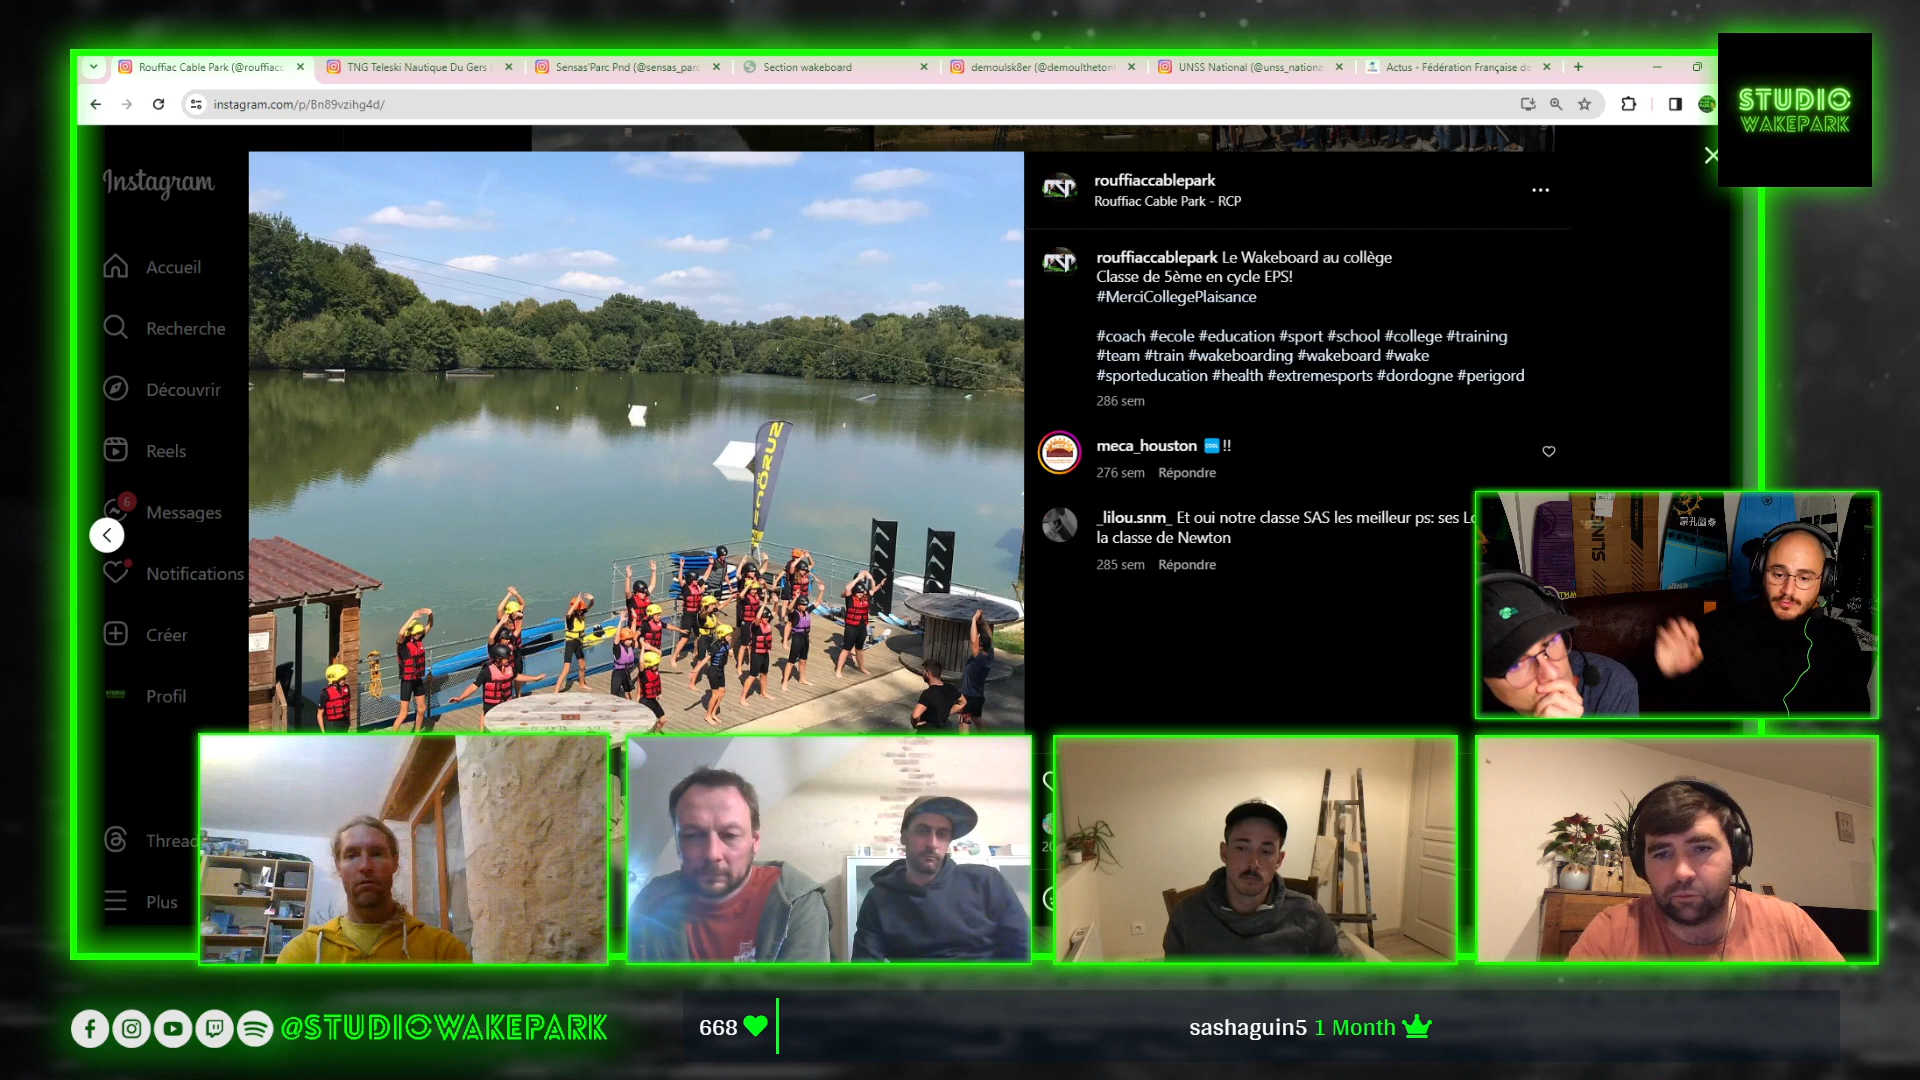 Rouffiac Cable Park (@rouffiacc
TNG Teleski Nautique Du Gers
Sensas'Parc Pnd (@sensas_parc
Section wakeboard
demoulsk8er (@demoultheton
UNSS National (@unss_nationa
Actus - Fédération Française de
instagram.com/p/Bn89vzihg4d/
STUDIO
WAKEPARK
Instagram
Accueil
Recherche
Découvrir
Reels
6
Messages
Notifications
Créer
Profil
Thread
Plus
rouffiaccablepark
Rouffiac Cable Park - RCP
rouffiaccablepark Le Wakeboard au collège
Classe de 5ème en cycle EPS!
#MerciCollegePlaisance
#coach #ecole #education #sport #school #college #training
#team #train #wakeboarding #wakeboard #wake
#sporteducation #health #extremesports #dordogne #perigord
286 sem
meca_houston COOL !!
276 sem Répondre
_lilou.snm_ Et oui notre classe SAS les meilleur ps: ses Lo
la classe de Newton
285 sem Répondre
@STUDIOWAKEPARK
668
sashaguin5 1 Month